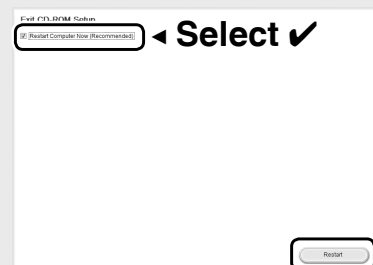 Exit CD-ROM Setup
Restart Computer Now (Recommended)
◄ Select ✔
Restart